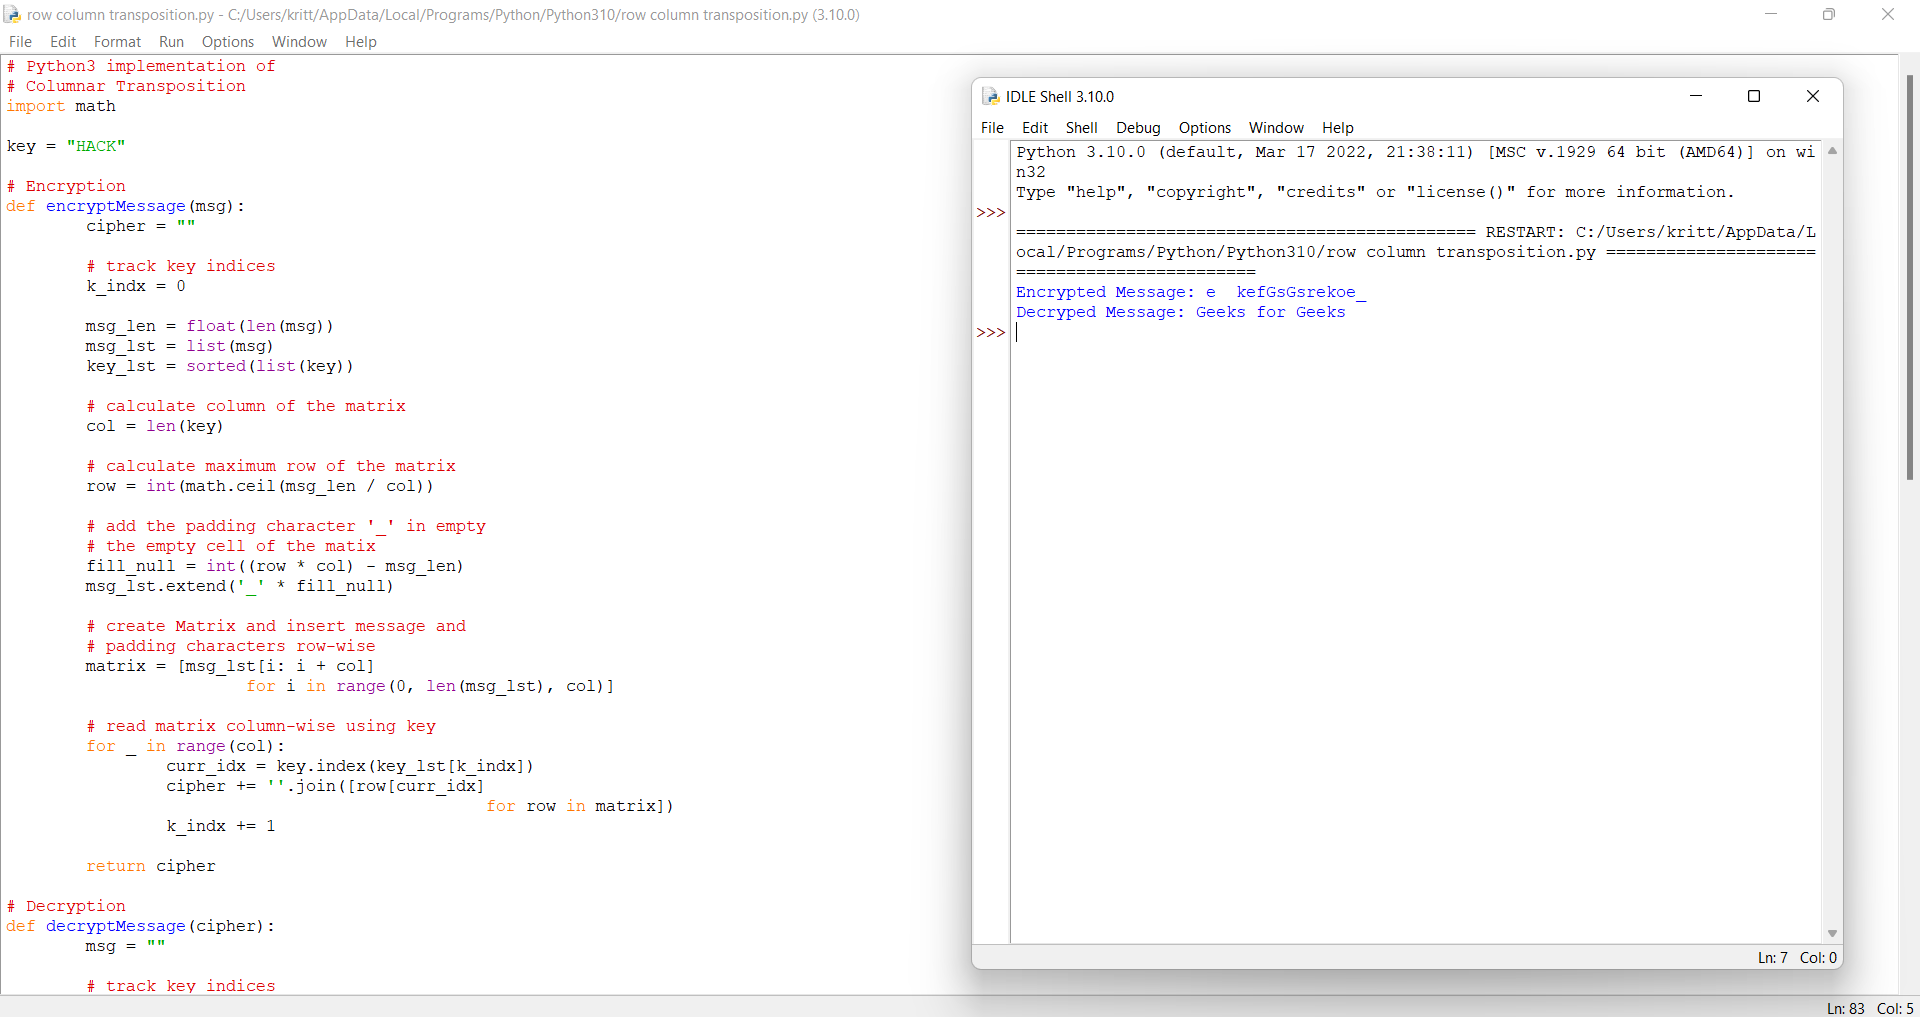 row column transposition.py - C:/Users/kritt/AppData/Local/Programs/Python/Python310/row column transposition.py (3.10.0)
File Edit Format Run Options Window Help
# Python3 implementation of
# Columnar Transposition
import math
key = "HACK"
# Encryption
def encryptMessage(msg):
cipher = ""
# track key indices
k_indx = 0
msg_len = float(len(msg))
msg_lst = list(msg)
key_lst = sorted(list(key))
# calculate column of the matrix
col = len(key)
# calculate maximum row of the matrix
row = int(math.ceil(msg_len / col))
# add the padding character '_' in empty
# the empty cell of the matix
fill_null = int((row * col) - msg_len)
msg_lst.extend('_' * fill_null)
# create Matrix and insert message and
# padding characters row-wise
matrix = [msg_lst[i: i + col]
for i in range(0, len(msg_lst), col)]
# read matrix column-wise using key
for _ in range(col):
curr_idx = key.index(key_lst[k_indx])
cipher += ''.join([row[curr_idx]
for row in matrix])
k_indx += 1
return cipher
# Decryption
def decryptMessage(cipher):
msg = ""
# track key indices
Ln: 83 Col: 5
IDLE Shell 3.10.0
File Edit Shell Debug Options Window Help
Python 3.10.0 (default, Mar 17 2022, 21:38:11) [MSC v.1929 64 bit (AMD64)] on wi
n32
Type "help", "copyright", "credits" or "license()" for more information.
>>>
============================================== RESTART: C:/Users/kritt/AppData/L
ocal/Programs/Python/Python310/row column transposition.py =====================
========================
Encrypted Message: e  kefGsGsrekoe_
Decryped Message: Geeks for Geeks
>>>
Ln: 7 Col: 0